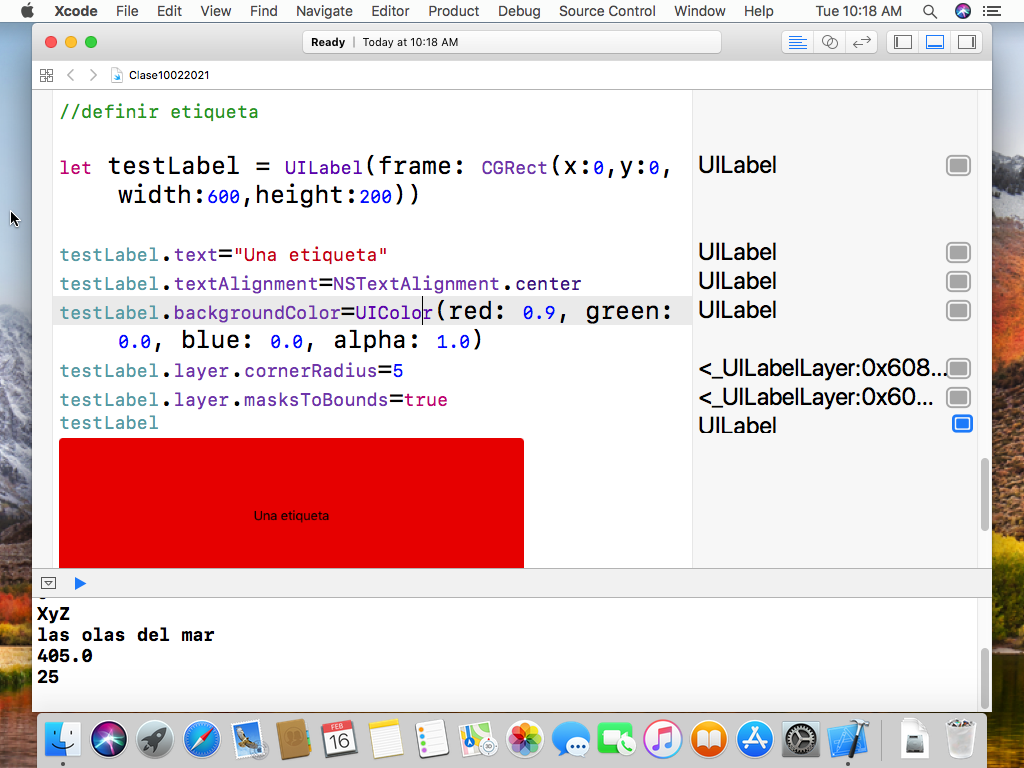 Xcode File Edit View Find Navigate Editor Product Debug Source Control Window Help Tue 10:18 AM
Ready | Today at 10:18 AM
Clase10022021
//definir etiqueta
let testLabel = UILabel(frame: CGRect(x:0,y:0,
width:600,height:200))
UILabel
testLabel.text="Una etiqueta"
UILabel
testLabel.textAlignment=NSTextAlignment.center
UILabel
testLabel.backgroundColor=UIColor(red: 0.9, green:
0.0, blue: 0.0, alpha: 1.0)
UILabel
testLabel.layer.cornerRadius=5
<_UILabelLayer:0x608...
testLabel.layer.masksToBounds=true
<_UILabelLayer:0x60...
testLabel
UILabel
Una etiqueta
XyZ
las olas del mar
405.0
25
FEB
16